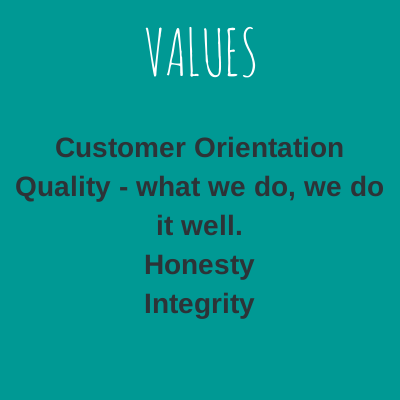 VALUES
Customer Orientation
Quality - what we do, we do
it well.
Honesty
Integrity